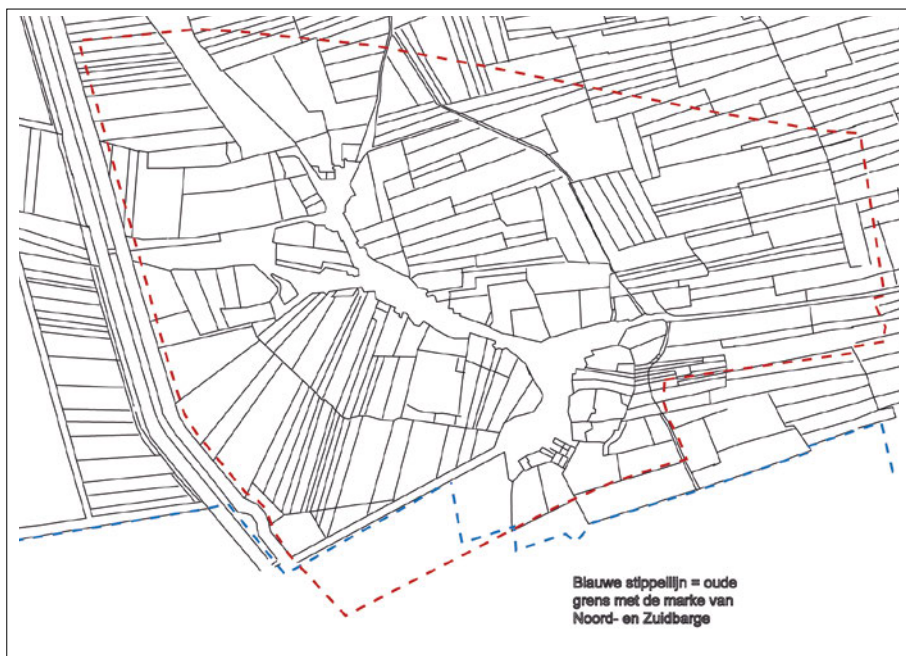 Blauwe stippellijn = oude
grens met de marke van
Noord- en Zuidbarge